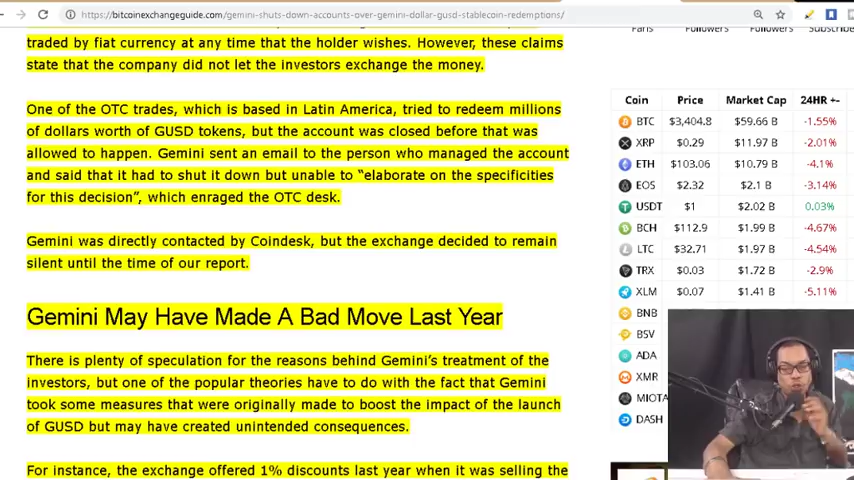 https://bitcoinexchangeguide.com/gemini-shuts-down-accounts-over-gemini-dollar-gusd-stablecoin-redemptions/
traded by fiat currency at any time that the holder wishes. However, these claims
state that the company did not let the investors exchange the money.
One of the OTC trades, which is based in Latin America, tried to redeem millions
of dollars worth of GUSD tokens, but the account was closed before that was
allowed to happen. Gemini sent an email to the person who managed the account
and said that it had to shut it down but unable to “elaborate on the specificities
for this decision”, which enraged the OTC desk.
Gemini was directly contacted by Coindesk, but the exchange decided to remain
silent until the time of our report.
Gemini May Have Made A Bad Move Last Year
There is plenty of speculation for the reasons behind Gemini’s treatment of the
investors, but one of the popular theories have to do with the fact that Gemini
took some measures that were originally made to boost the impact of the launch
of GUSD but may have created unintended consequences.
For instance, the exchange offered 1% discounts last year when it was selling the
Fans Followers Followers Subscribe
Coin Price Market Cap 24HR +-
BTC $3,404.8 $59.66 B -1.55%
XRP $0.29 $11.97 B -2.01%
ETH $103.06 $10.79 B -4.1%
EOS $2.32 $2.1 B -3.14%
USDT $1 $2.02 B 0.03%
BCH $112.9 $1.99 B -4.67%
LTC $32.71 $1.97 B -4.54%
TRX $0.03 $1.72 B -2.9%
XLM $0.07 $1.41 B -5.11%
BNB
BSV
ADA
XMR
MIOTA
DASH